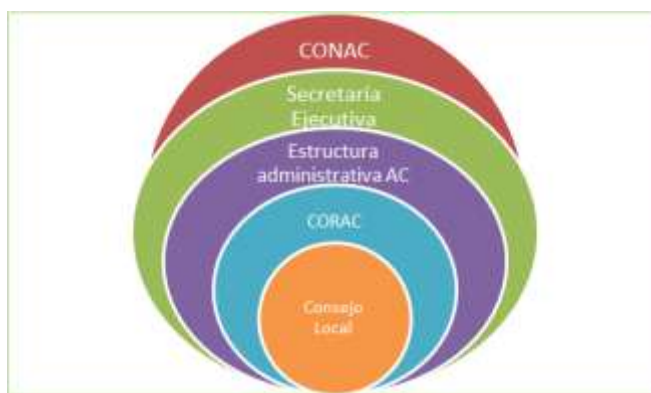 CONAC
Secretaría
Ejecutiva
Estructura
administrativa AC
CORAC
Consejo
Local